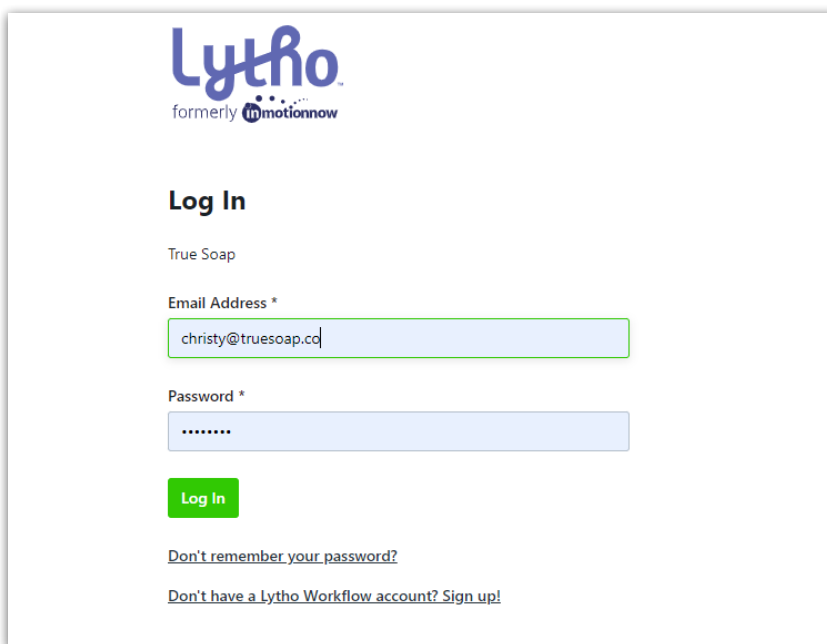 Lytho™
formerly inmotionnow
Log In
True Soap
Email Address *
christy@truesoap.co
Password *
••••••••
Log In
Don't remember your password?
Don't have a Lytho Workflow account? Sign up!